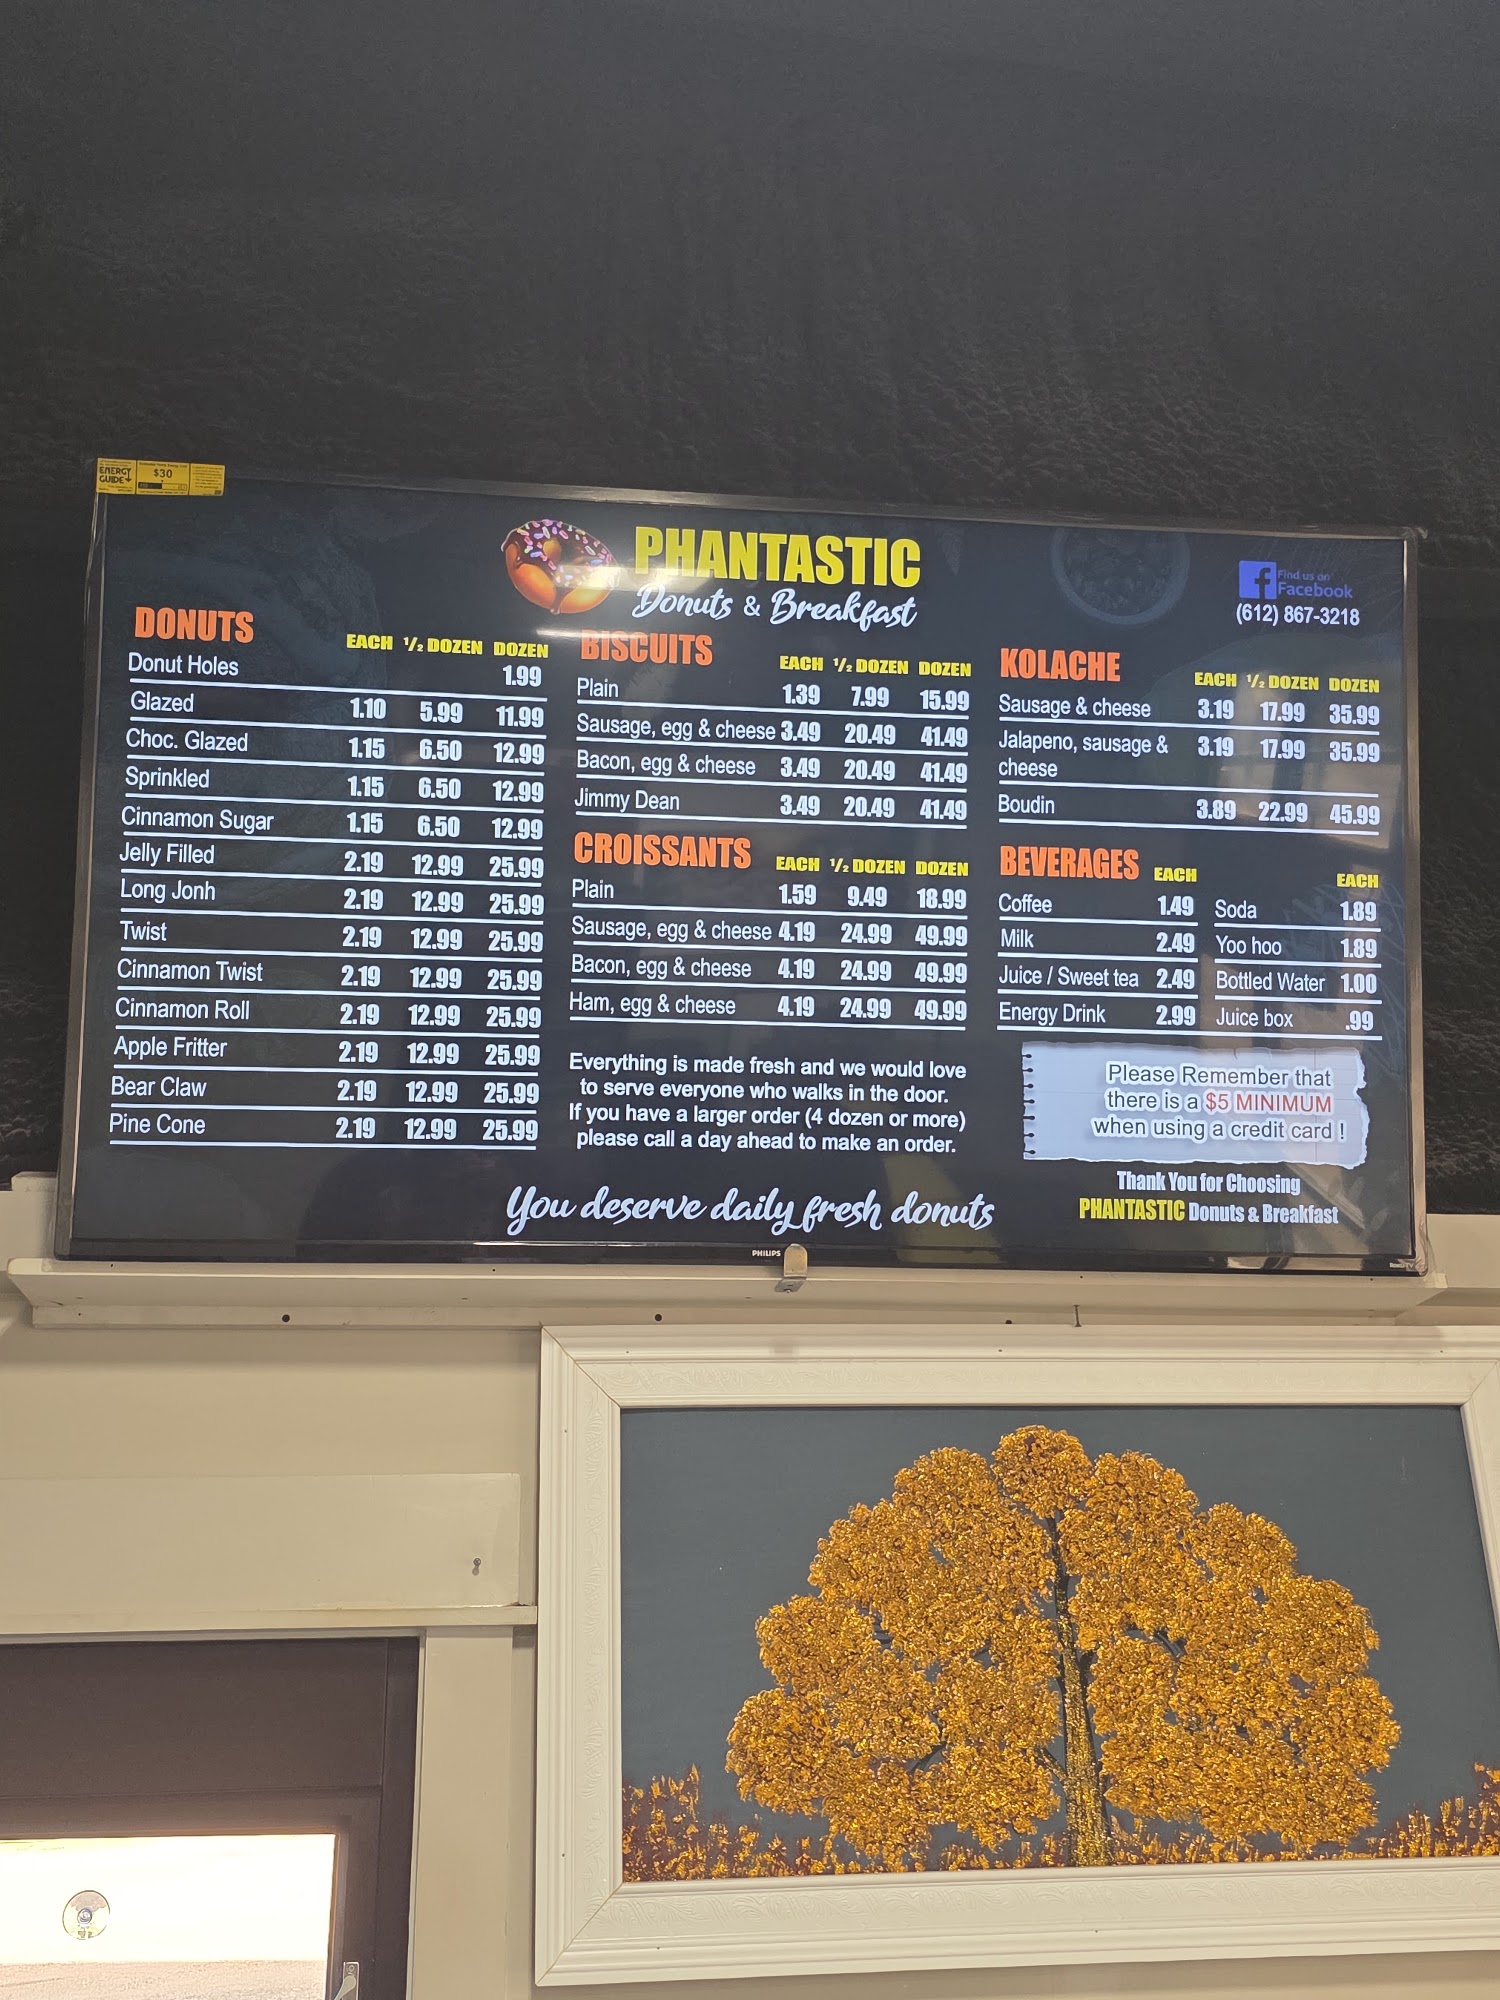 ENERGY
GUIDE
$30
PHANTASTIC
Donuts & Breakfast
Find us on
Facebook
(612) 867-3218
DONUTS
EACH ½ DOZEN DOZEN
Donut Holes 1.99
Glazed 1.10 5.99 11.99
Choc. Glazed 1.15 6.50 12.99
Sprinkled 1.15 6.50 12.99
Cinnamon Sugar 1.15 6.50 12.99
Jelly Filled 2.19 12.99 25.99
Long Jonh 2.19 12.99 25.99
Twist 2.19 12.99 25.99
Cinnamon Twist 2.19 12.99 25.99
Cinnamon Roll 2.19 12.99 25.99
Apple Fritter 2.19 12.99 25.99
Bear Claw 2.19 12.99 25.99
Pine Cone 2.19 12.99 25.99
BISCUITS
EACH ½ DOZEN DOZEN
Plain 1.39 7.99 15.99
Sausage, egg & cheese 3.49 20.49 41.49
Bacon, egg & cheese 3.49 20.49 41.49
Jimmy Dean 3.49 20.49 41.49
CROISSANTS
EACH ½ DOZEN DOZEN
Plain 1.59 9.49 18.99
Sausage, egg & cheese 4.19 24.99 49.99
Bacon, egg & cheese 4.19 24.99 49.99
Ham, egg & cheese 4.19 24.99 49.99
Everything is made fresh and we would love
to serve everyone who walks in the door.
If you have a larger order (4 dozen or more)
please call a day ahead to make an order.
KOLACHE
EACH ½ DOZEN DOZEN
Sausage & cheese 3.19 17.99 35.99
Jalapeno, sausage & 3.19 17.99 35.99
cheese
Boudin 3.89 22.99 45.99
BEVERAGES EACH
Coffee 1.49
Milk 2.49
Juice / Sweet tea 2.49
Energy Drink 2.99
EACH
Soda 1.89
Yoo hoo 1.89
Bottled Water 1.00
Juice box .99
Please Remember that
there is a $5 MINIMUM
when using a credit card !
Thank You for Choosing
PHANTASTIC Donuts & Breakfast
You deserve daily fresh donuts
PHILIPS